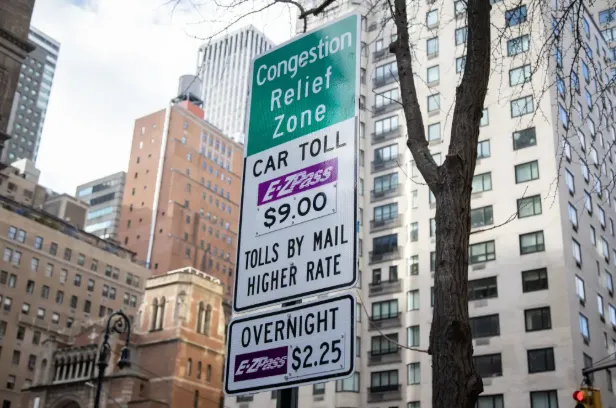 Congestion
Relief
Zone
CAR TOLL
E-ZPass
$9.00
TOLLS BY MAIL
HIGHER RATE
OVERNIGHT
E-ZPass $2.25